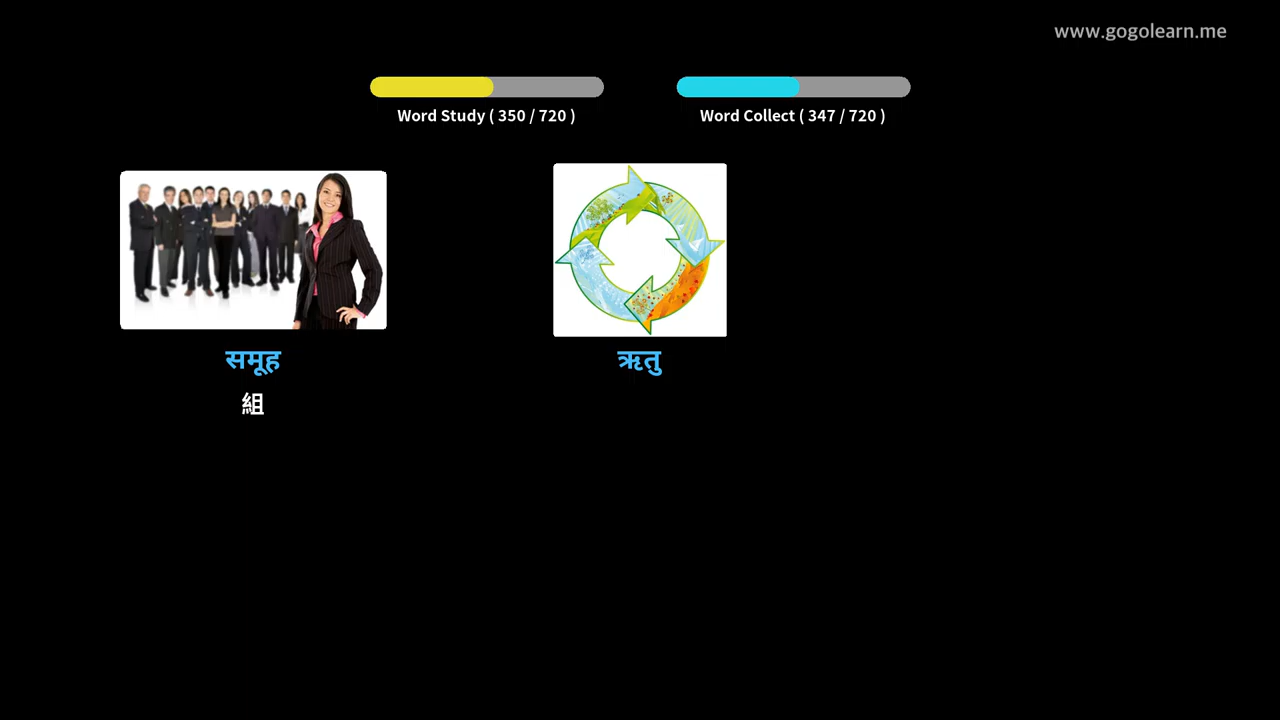 www.gogolearn.me
Word Study ( 350 / 720 )
Word Collect ( 347 / 720 )
समूह
ऋतु
組